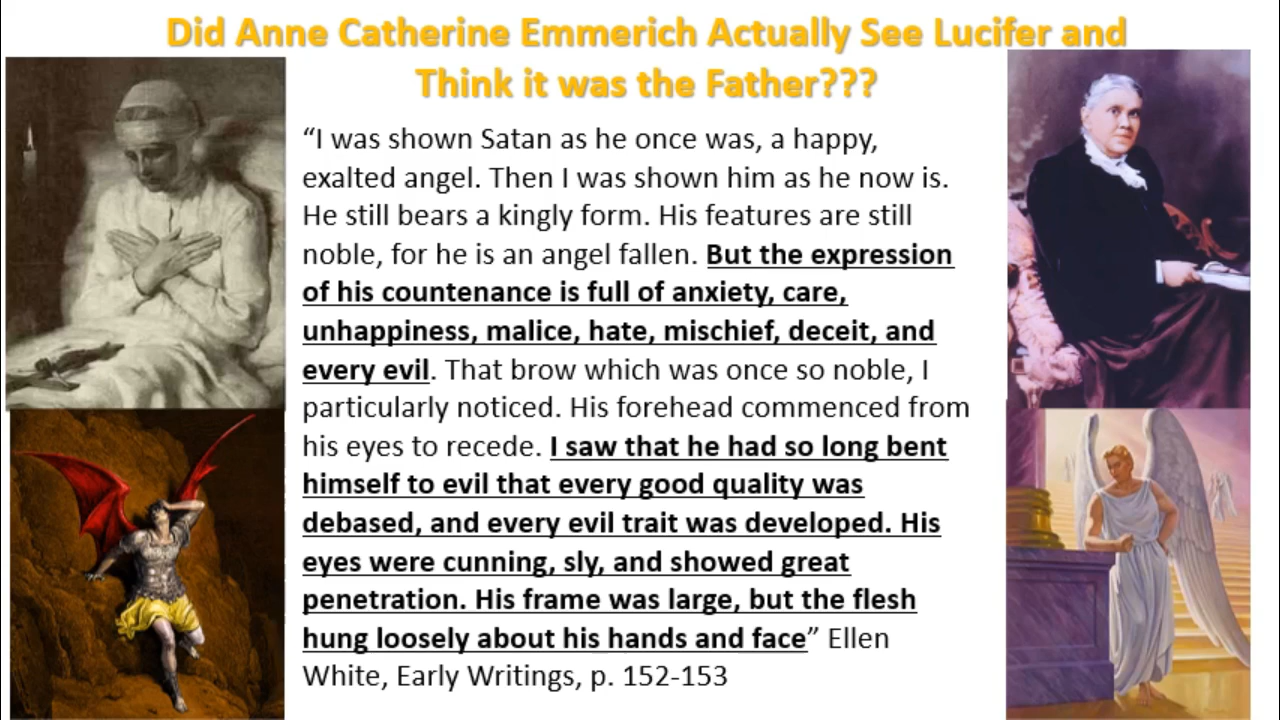 Did Anne Catherine Emmerich Actually See Lucifer and
Think it was the Father???
“I was shown Satan as he once was, a happy,
exalted angel. Then I was shown him as he now is.
He still bears a kingly form. His features are still
noble, for he is an angel fallen. But the expression
of his countenance is full of anxiety, care,
unhappiness, malice, hate, mischief, deceit, and
every evil. That brow which was once so noble, I
particularly noticed. His forehead commenced from
his eyes to recede. I saw that he had so long bent
himself to evil that every good quality was
debased, and every evil trait was developed. His
eyes were cunning, sly, and showed great
penetration. His frame was large, but the flesh
hung loosely about his hands and face” Ellen
White, Early Writings, p. 152-153